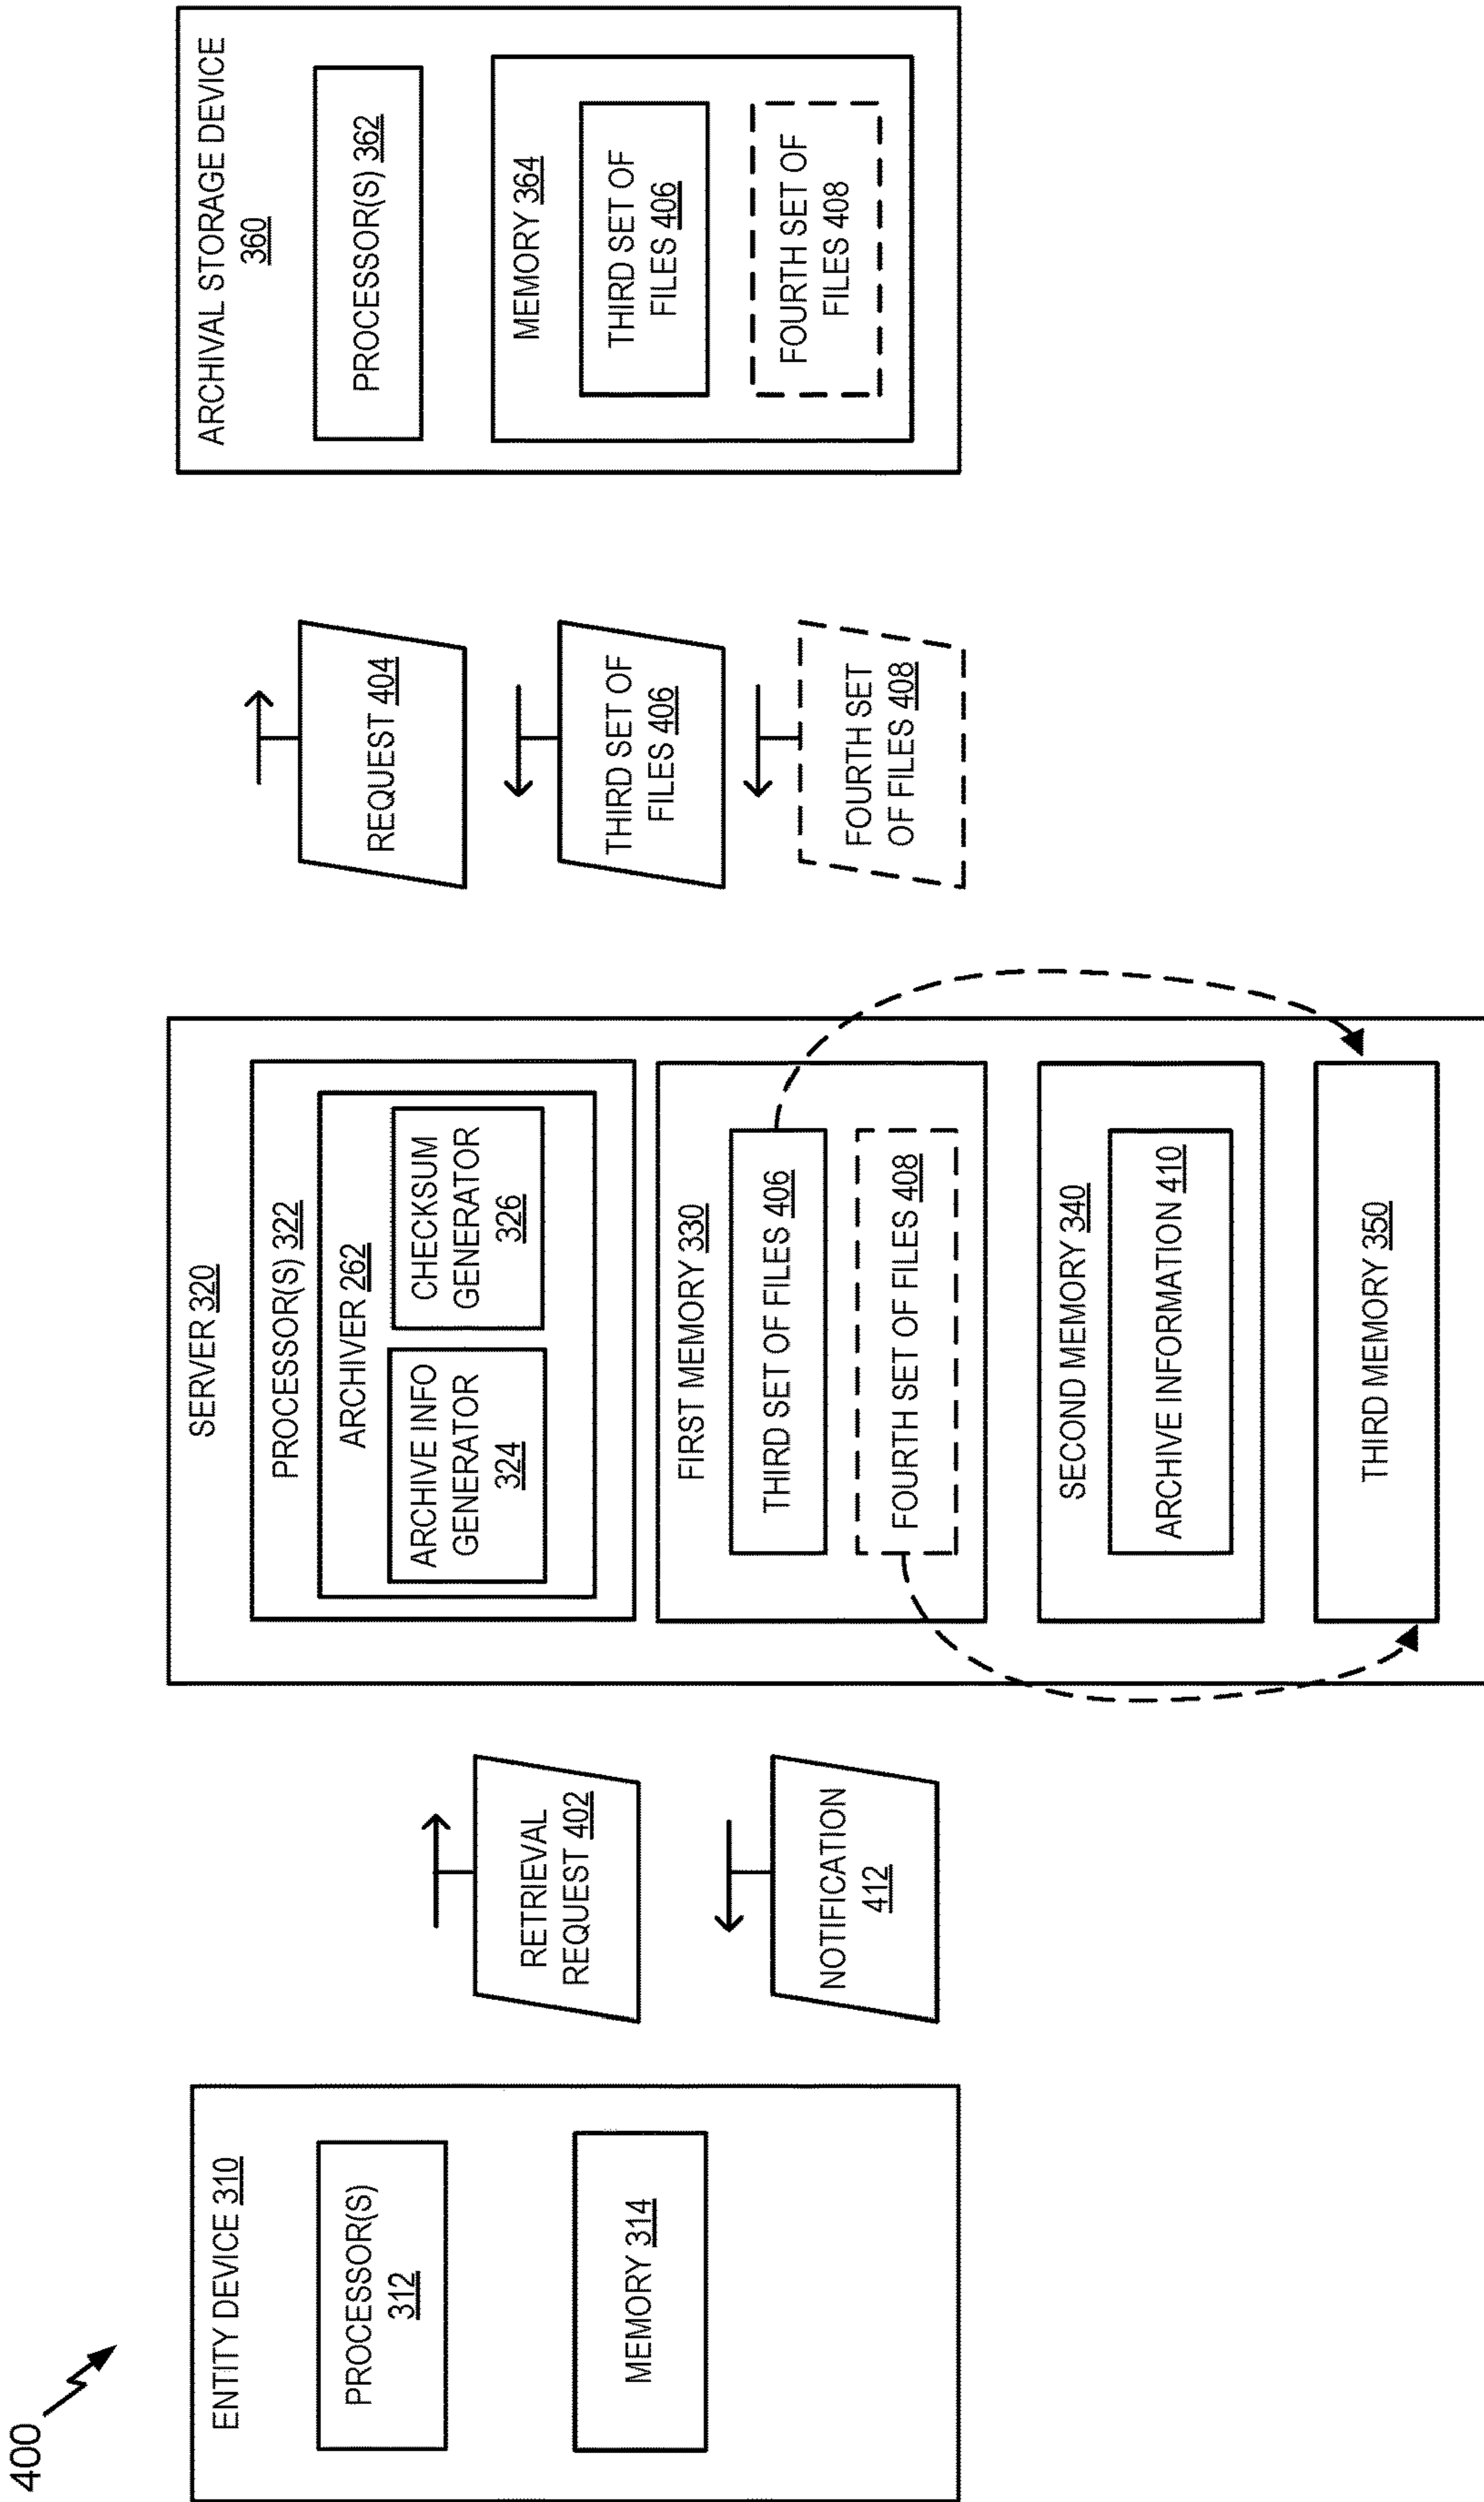 400
ENTITY DEVICE 310
PROCESSOR(S)
312
MEMORY 314
RETRIEVAL
REQUEST 402
NOTIFICATION
412
SERVER 320
PROCESSOR(S) 322
ARCHIVER 262
ARCHIVE INFO
GENERATOR
324
CHECKSUM
GENERATOR
326
FIRST MEMORY 330
THIRD SET OF FILES 406
FOURTH SET OF FILES 408
SECOND MEMORY 340
ARCHIVE INFORMATION 410
THIRD MEMORY 350
REQUEST 404
THIRD SET OF
FILES 406
FOURTH SET
OF FILES 408
ARCHIVAL STORAGE DEVICE
360
PROCESSOR(S) 362
MEMORY 364
THIRD SET OF
FILES 406
FOURTH SET OF
FILES 408